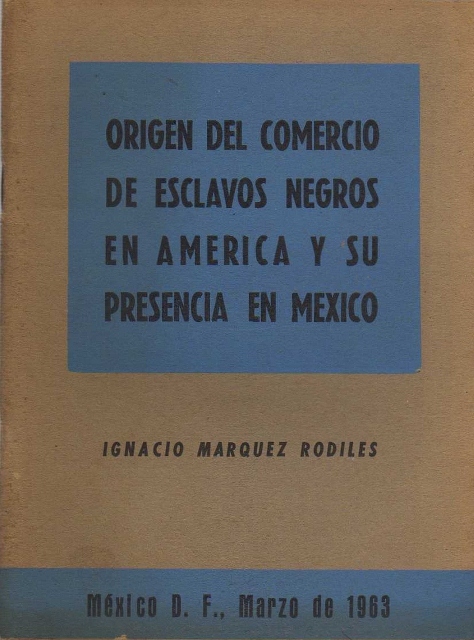 ORIGEN DEL COMERCIO
DE ESCLAVOS NEGROS
EN AMERICA Y SU
PRESENCIA EN MEXICO
IGNACIO MARQUEZ RODILES
México D. F., Marzo de 1963